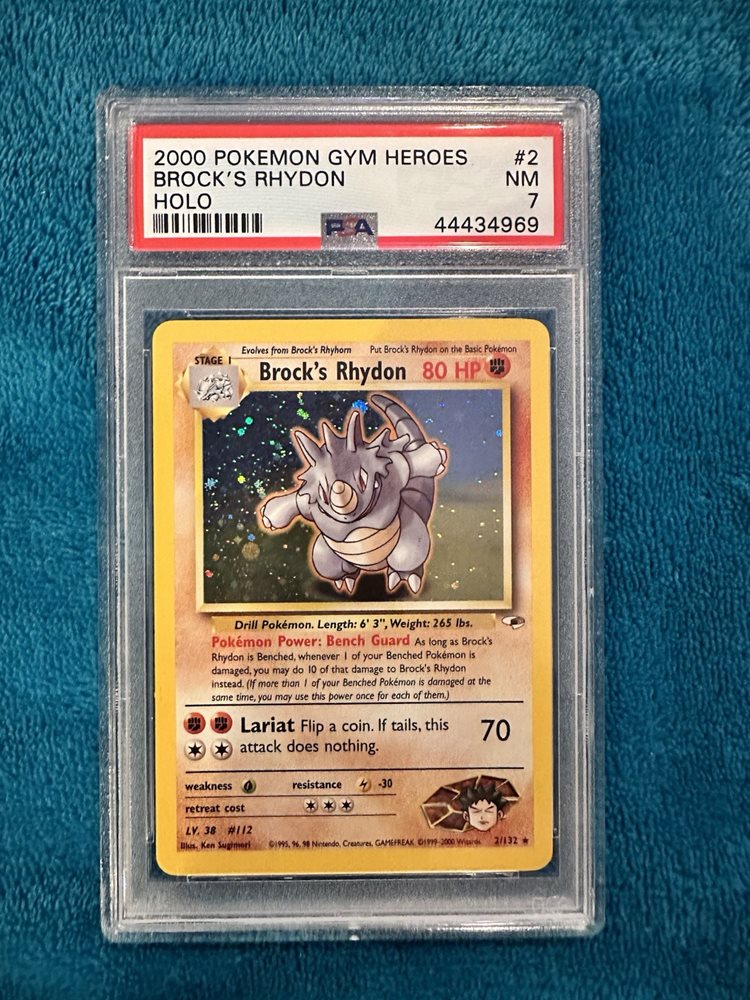 2000 POKEMON GYM HEROES #2
BROCK'S RHYDON NM
HOLO 7
PSA 44434969
Evolves from Brock's Rhyhorn Put Brock's Rhydon on the Basic Pokémon
STAGE 1
Brock's Rhydon 80 HP
Drill Pokémon. Length: 6' 3", Weight: 265 lbs.
Pokémon Power: Bench Guard As long as Brock's
Rhydon is Benched, whenever 1 of your Benched Pokémon is
damaged, you may do 10 of that damage to Brock's Rhydon
instead. (If more than 1 of your Benched Pokémon is damaged at the
same time, you may use this power once for each of them.)
Lariat Flip a coin. If tails, this
attack does nothing.
70
weakness resistance -30
retreat cost
LV. 38 #112
Illus. Ken Sugimori ©1995, 96, 98 Nintendo, Creatures, GAMEFREAK ©1999-2000 Wizards 2/132 ★